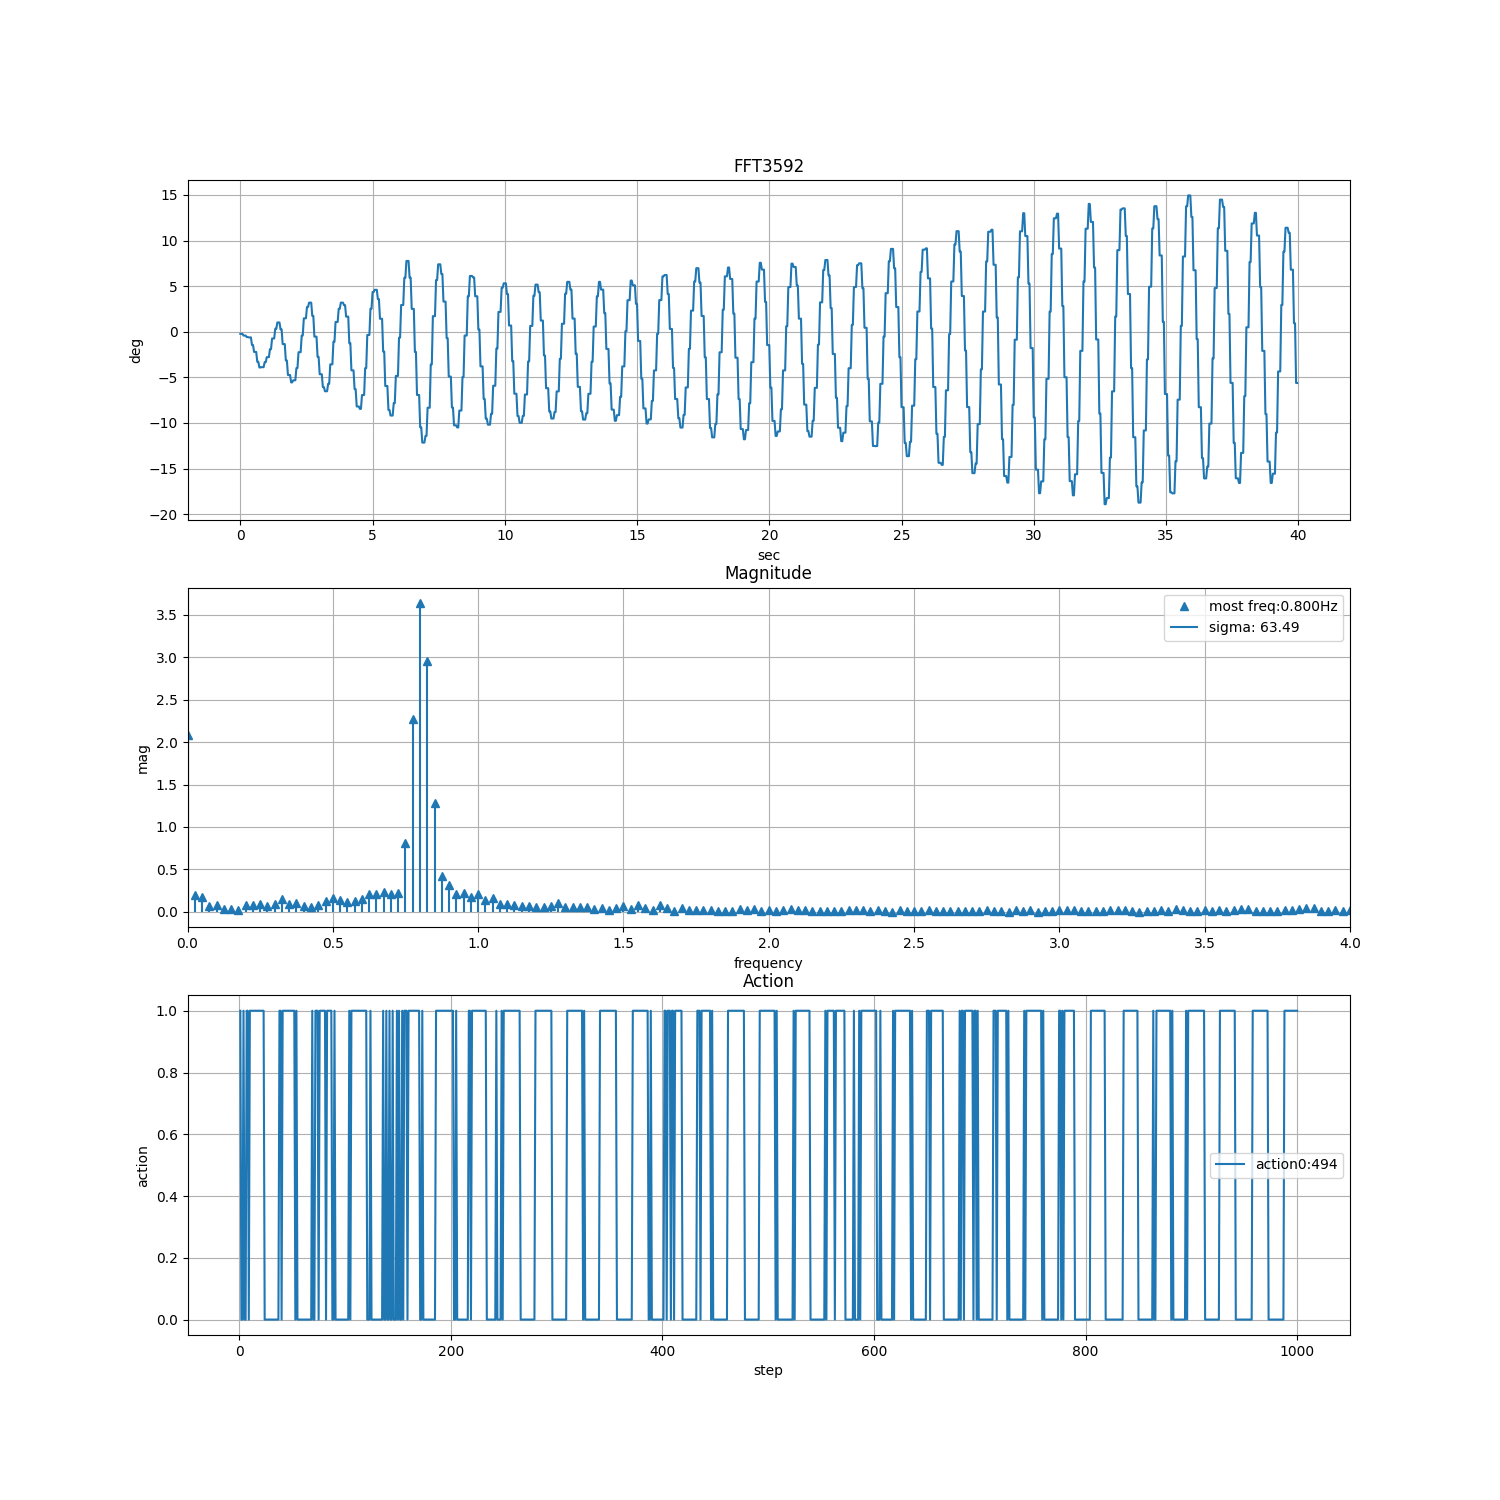 FFT3592
15
10
5
0
−5
−10
−15
−20
deg
0 5 10 15 20 25 30 35 40
sec
Magnitude
3.5
3.0
2.5
2.0
1.5
1.0
0.5
0.0
mag
most freq:0.800Hz
sigma: 63.49
0.0 0.5 1.0 1.5 2.0 2.5 3.0 3.5 4.0
frequency
Action
1.0
0.8
0.6
0.4
0.2
0.0
action
action0:494
0 200 400 600 800 1000
step